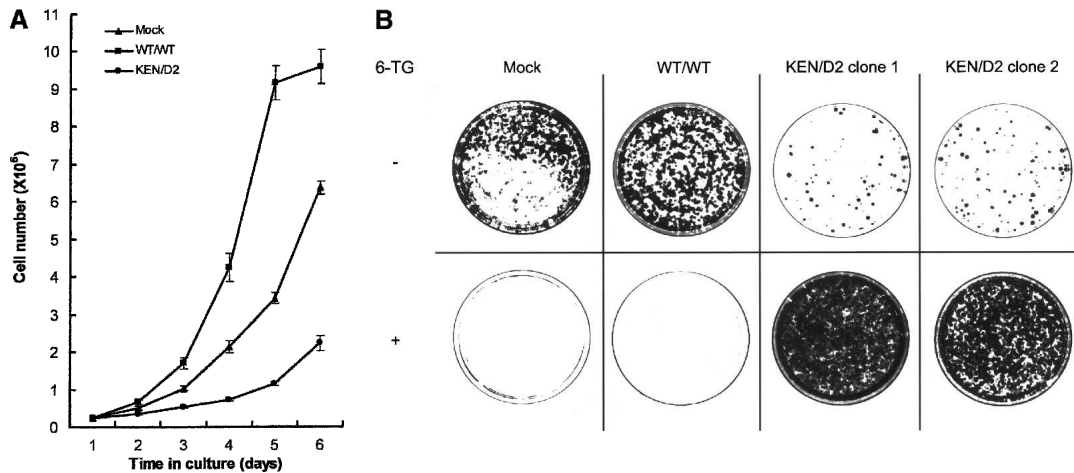 A
Mock
WT/WT
KEN/D2
11
10
9
8
7
6
5
4
3
2
1
0
Cell number (X10⁶)
1 2 3 4 5 6
Time in culture (days)
B
6-TG Mock WT/WT KEN/D2 clone 1 KEN/D2 clone 2
-
+